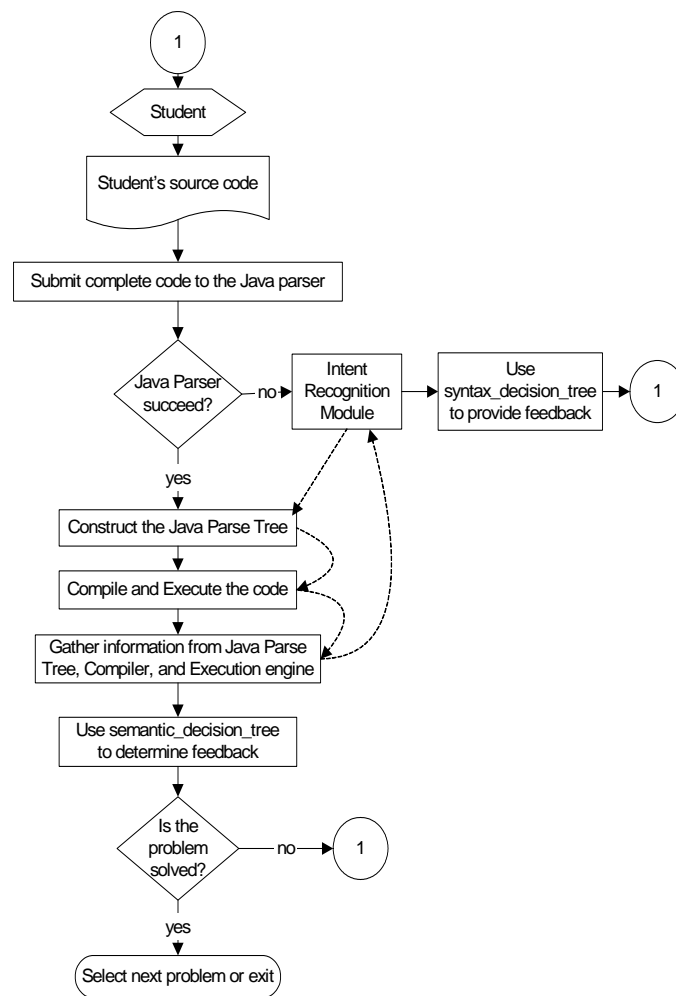 1
Student
Student's source code
Submit complete code to the Java parser
Java Parser
succeed?
no
Intent
Recognition
Module
Use
syntax_decision_tree
to provide feedback
1
yes
Construct the Java Parse Tree
Compile and Execute the code
Gather information from Java Parse
Tree, Compiler, and Execution engine
Use semantic_decision_tree
to determine feedback
Is the
problem
solved?
no
1
yes
Select next problem or exit